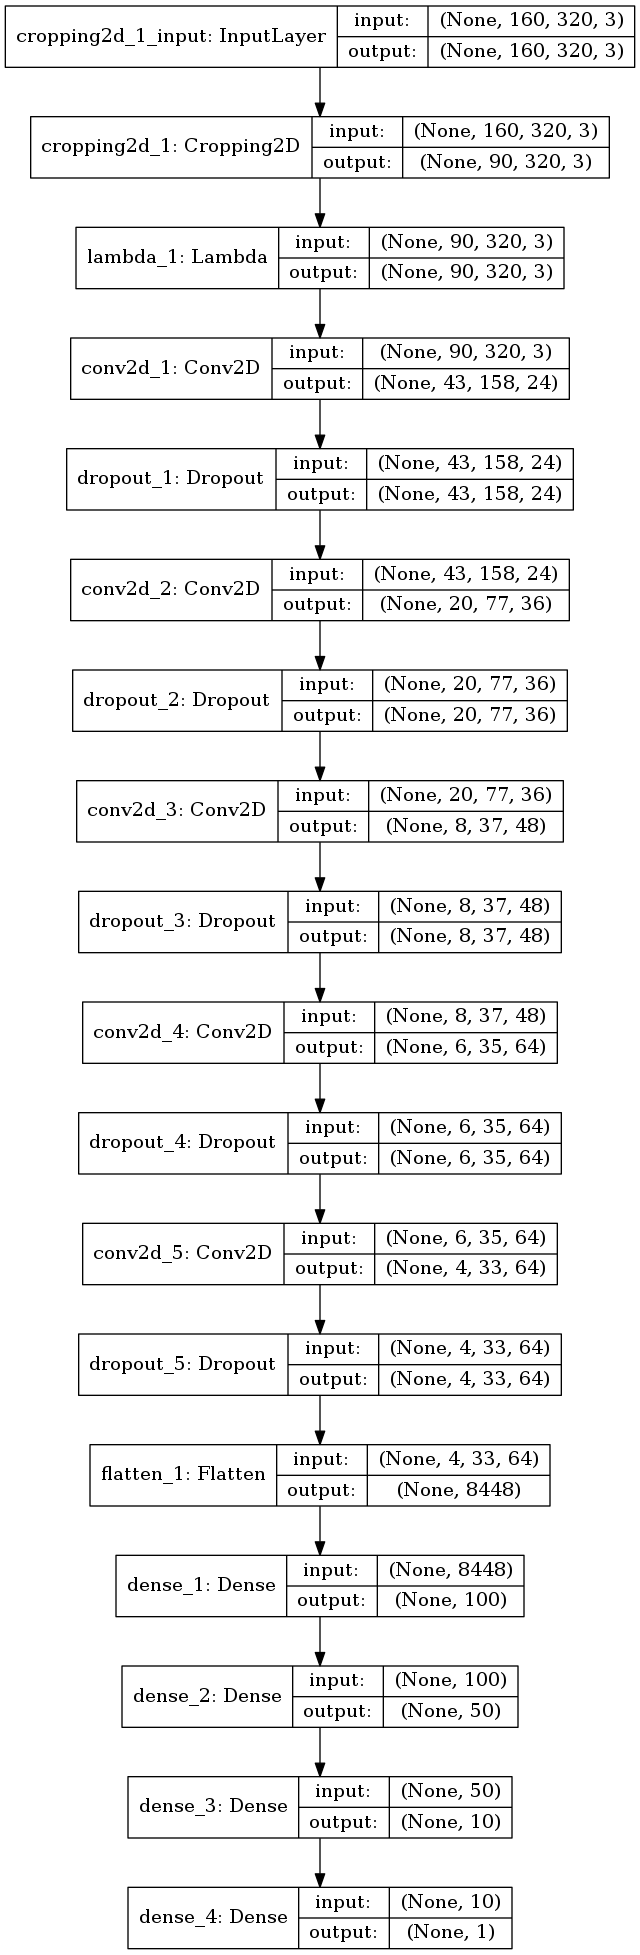 cropping2d_1_input: InputLayer input: (None, 160, 320, 3)
output: (None, 160, 320, 3)
cropping2d_1: Cropping2D input: (None, 160, 320, 3)
output: (None, 90, 320, 3)
lambda_1: Lambda input: (None, 90, 320, 3)
output: (None, 90, 320, 3)
conv2d_1: Conv2D input: (None, 90, 320, 3)
output: (None, 43, 158, 24)
dropout_1: Dropout input: (None, 43, 158, 24)
output: (None, 43, 158, 24)
conv2d_2: Conv2D input: (None, 43, 158, 24)
output: (None, 20, 77, 36)
dropout_2: Dropout input: (None, 20, 77, 36)
output: (None, 20, 77, 36)
conv2d_3: Conv2D input: (None, 20, 77, 36)
output: (None, 8, 37, 48)
dropout_3: Dropout input: (None, 8, 37, 48)
output: (None, 8, 37, 48)
conv2d_4: Conv2D input: (None, 8, 37, 48)
output: (None, 6, 35, 64)
dropout_4: Dropout input: (None, 6, 35, 64)
output: (None, 6, 35, 64)
conv2d_5: Conv2D input: (None, 6, 35, 64)
output: (None, 4, 33, 64)
dropout_5: Dropout input: (None, 4, 33, 64)
output: (None, 4, 33, 64)
flatten_1: Flatten input: (None, 4, 33, 64)
output: (None, 8448)
dense_1: Dense input: (None, 8448)
output: (None, 100)
dense_2: Dense input: (None, 100)
output: (None, 50)
dense_3: Dense input: (None, 50)
output: (None, 10)
dense_4: Dense input: (None, 10)
output: (None, 1)